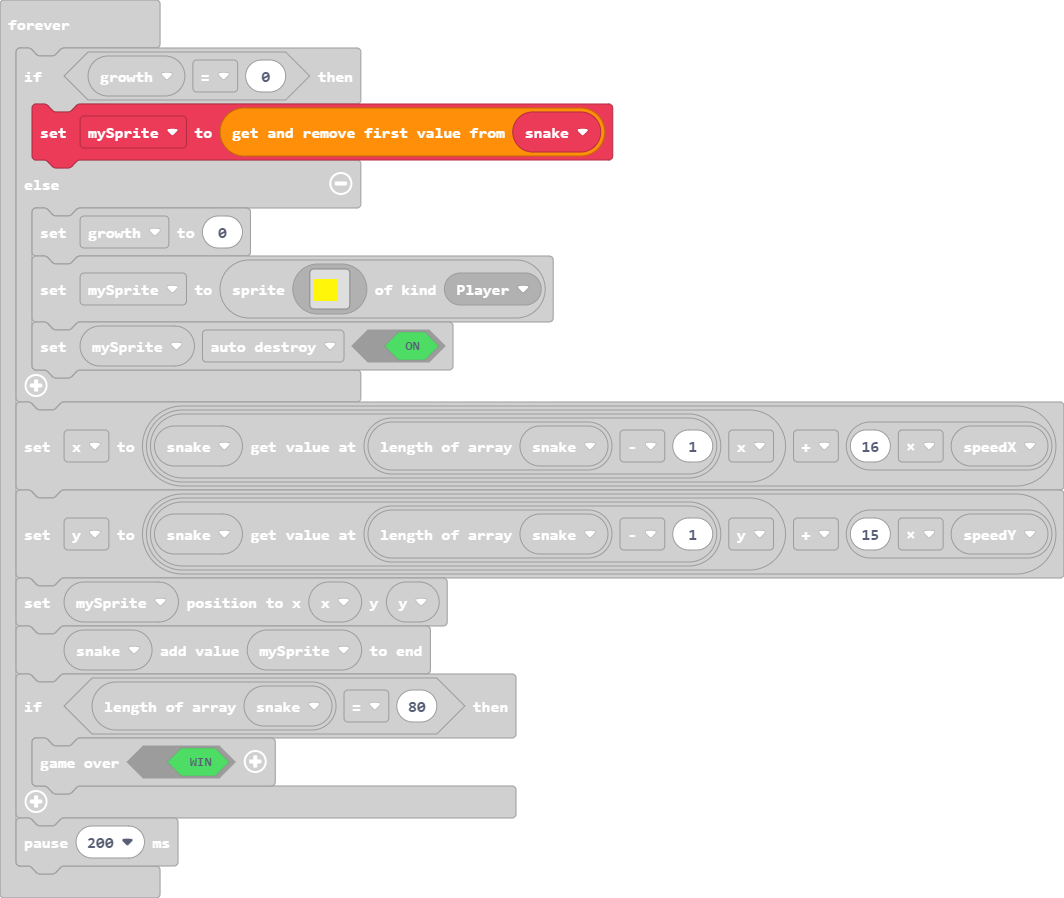 forever
if growth = 0 then
set mySprite to get and remove first value from snake
else
set growth to 0
set mySprite to sprite of kind Player
set mySprite auto destroy ON
set x to snake get value at length of array snake - 1 x + 16 × speedX
set y to snake get value at length of array snake - 1 y + 15 × speedY
set mySprite position to x x y y
snake add value mySprite to end
if length of array snake = 80 then
game over WIN
pause 200 ms